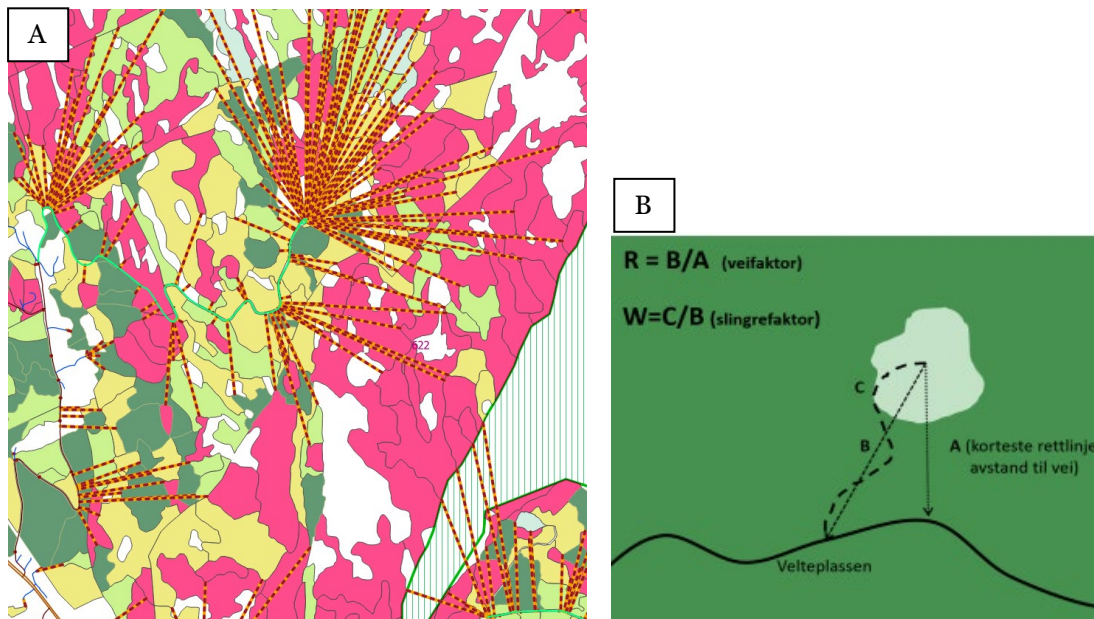 A
622
B
R = B/A (veifaktor)
W=C/B (slingrefaktor)
C
B
A (korteste rettlinje
avstand til vei)
Velteplassen